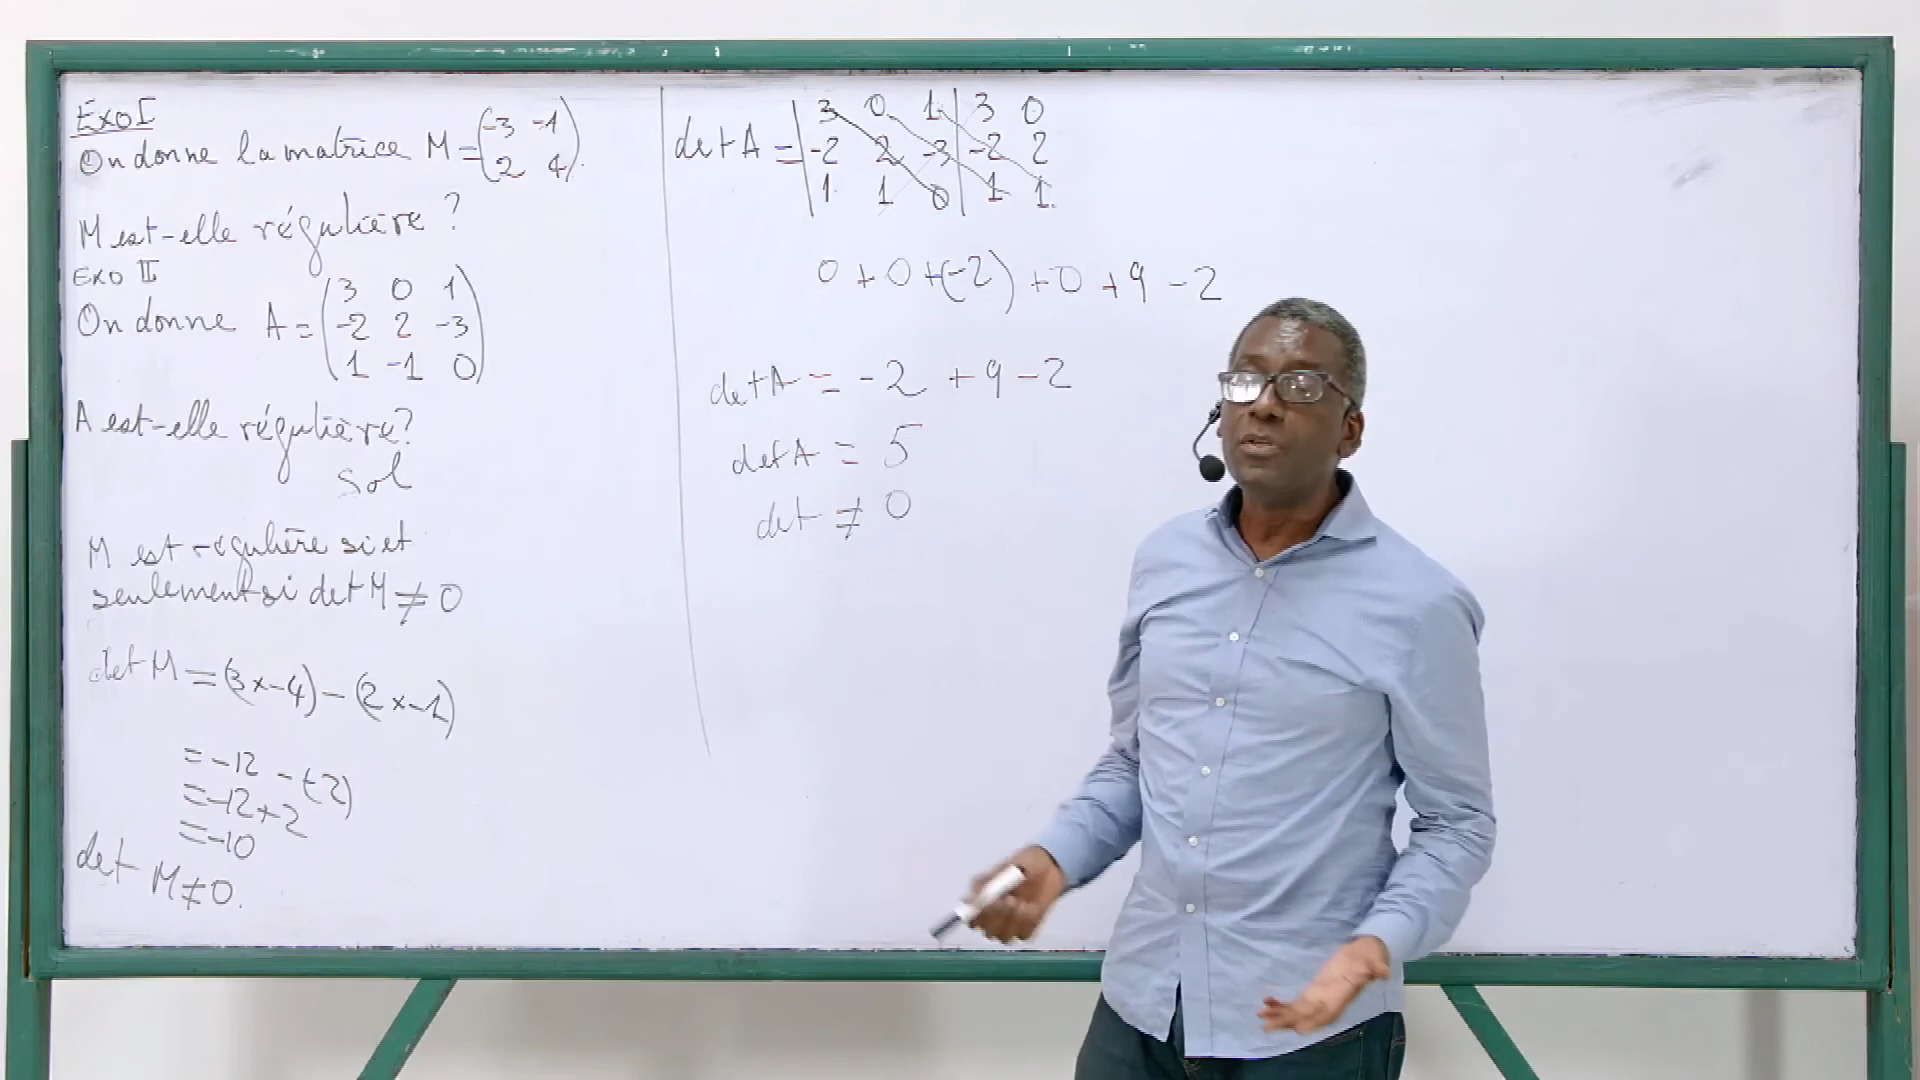 Exo I
On donne la matrice M = (-3 -1
2 4).
M est-elle régulière ?
EXO II
On donne A = (3 0 1
-2 2 -3
1 -1 0)
A est-elle régulière ?
Sol
M est régulière si et
seulement si det M ≠ 0
det M = (3×-4) - (2×-1)
= -12 - (-2)
= -12 + 2
= -10
det M ≠ 0.
det A = | 3 0 1 | 3 0
-2 2 -3 | -2 2
1 1 0 | 1 1
0 + 0 + (-2) + 0 + 9 - 2
det A = -2 + 9 - 2
det A = 5
det ≠ 0